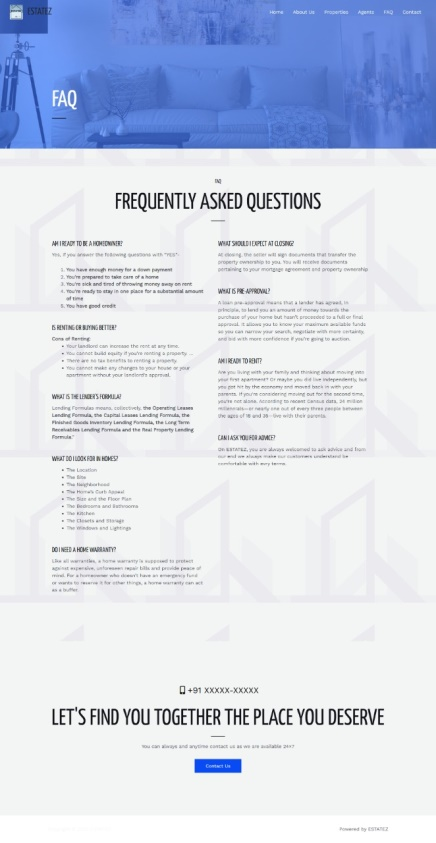 ESTATEZ
Home About Us Properties Agents FAQ Contact
FAQ
FAQ
FREQUENTLY ASKED QUESTIONS
AM I READY TO BE A HOMEOWNER?
Yes, if you answer the following questions with "YES":
1. You have enough money for a down payment
2. You're prepared to take care of a home
3. You're sick and tired of throwing money away on rent
4. You're ready to stay in one place for a substantial amount
of time
5. You have good credit
IS RENTING OR BUYING BETTER?
Cons of Renting:
• Your landlord can increase the rent at any time.
• You cannot build equity if you're renting a property. ...
• There are no tax benefits to renting a property.
• You cannot make any changes to your house or your
apartment without your landlord's approval.
WHAT IS THE LENDER'S FORMULA?
Lending Formulas means, collectively, the Operating Leases
Lending Formula, the Capital Leases Lending Formula, the
Finished Goods Inventory Lending Formula, the Long Term
Receivables Lending Formula and the Real Property Lending
Formula."
WHAT DO I LOOK FOR IN HOMES?
• The Location
• The Site
• The Neighborhood
• The Home's Curb Appeal
• The Size and the Floor Plan
• The Bedrooms and Bathrooms
• The Kitchen
• The Closets and Storage
• The Windows and Lightings
DO I NEED A HOME WARRANTY?
Like all warranties, a home warranty is supposed to protect
against expensive, unforeseen repair bills and provide peace of
mind. For a homeowner who doesn't have an emergency fund
or wants to reserve it for other things, a home warranty can act
as a buffer.
WHAT SHOULD I EXPECT AT CLOSING?
At closing, the seller will sign documents that transfer the
property ownership to you. You will receive documents
pertaining to your mortgage agreement and property ownership
WHAT IS PRE-APPROVAL?
A loan pre-approval means that a lender has agreed, in
principle, to lend you an amount of money towards the
purchase of your home but hasn't proceeded to a full or final
approval. It allows you to know your maximum available funds
so you can narrow your search, negotiate with more certainty,
and bid with more confidence if you're going to auction.
AM I READY TO RENT?
Are you living with your family and thinking about moving into
your first apartment? Or maybe you did live independently, but
you got hit by the economy and moved back in with your
parents. If you're considering moving out for the second time,
you're not alone. According to recent Census data, 24 million
millennials—or nearly one out of every three people between
the ages of 18 and 35—live with their parents.
CAN I ASK YOU FOR ADVICE?
On ESTATEZ, you are always welcomed to ask advice and from
our end we always make our customers understand be
comfortable with every terms.
+91 XXXXX-XXXXX
LET'S FIND YOU TOGETHER THE PLACE YOU DESERVE
You can always and anytime contact us as we are available 24×7
Contact Us
Powered by ESTATEZ